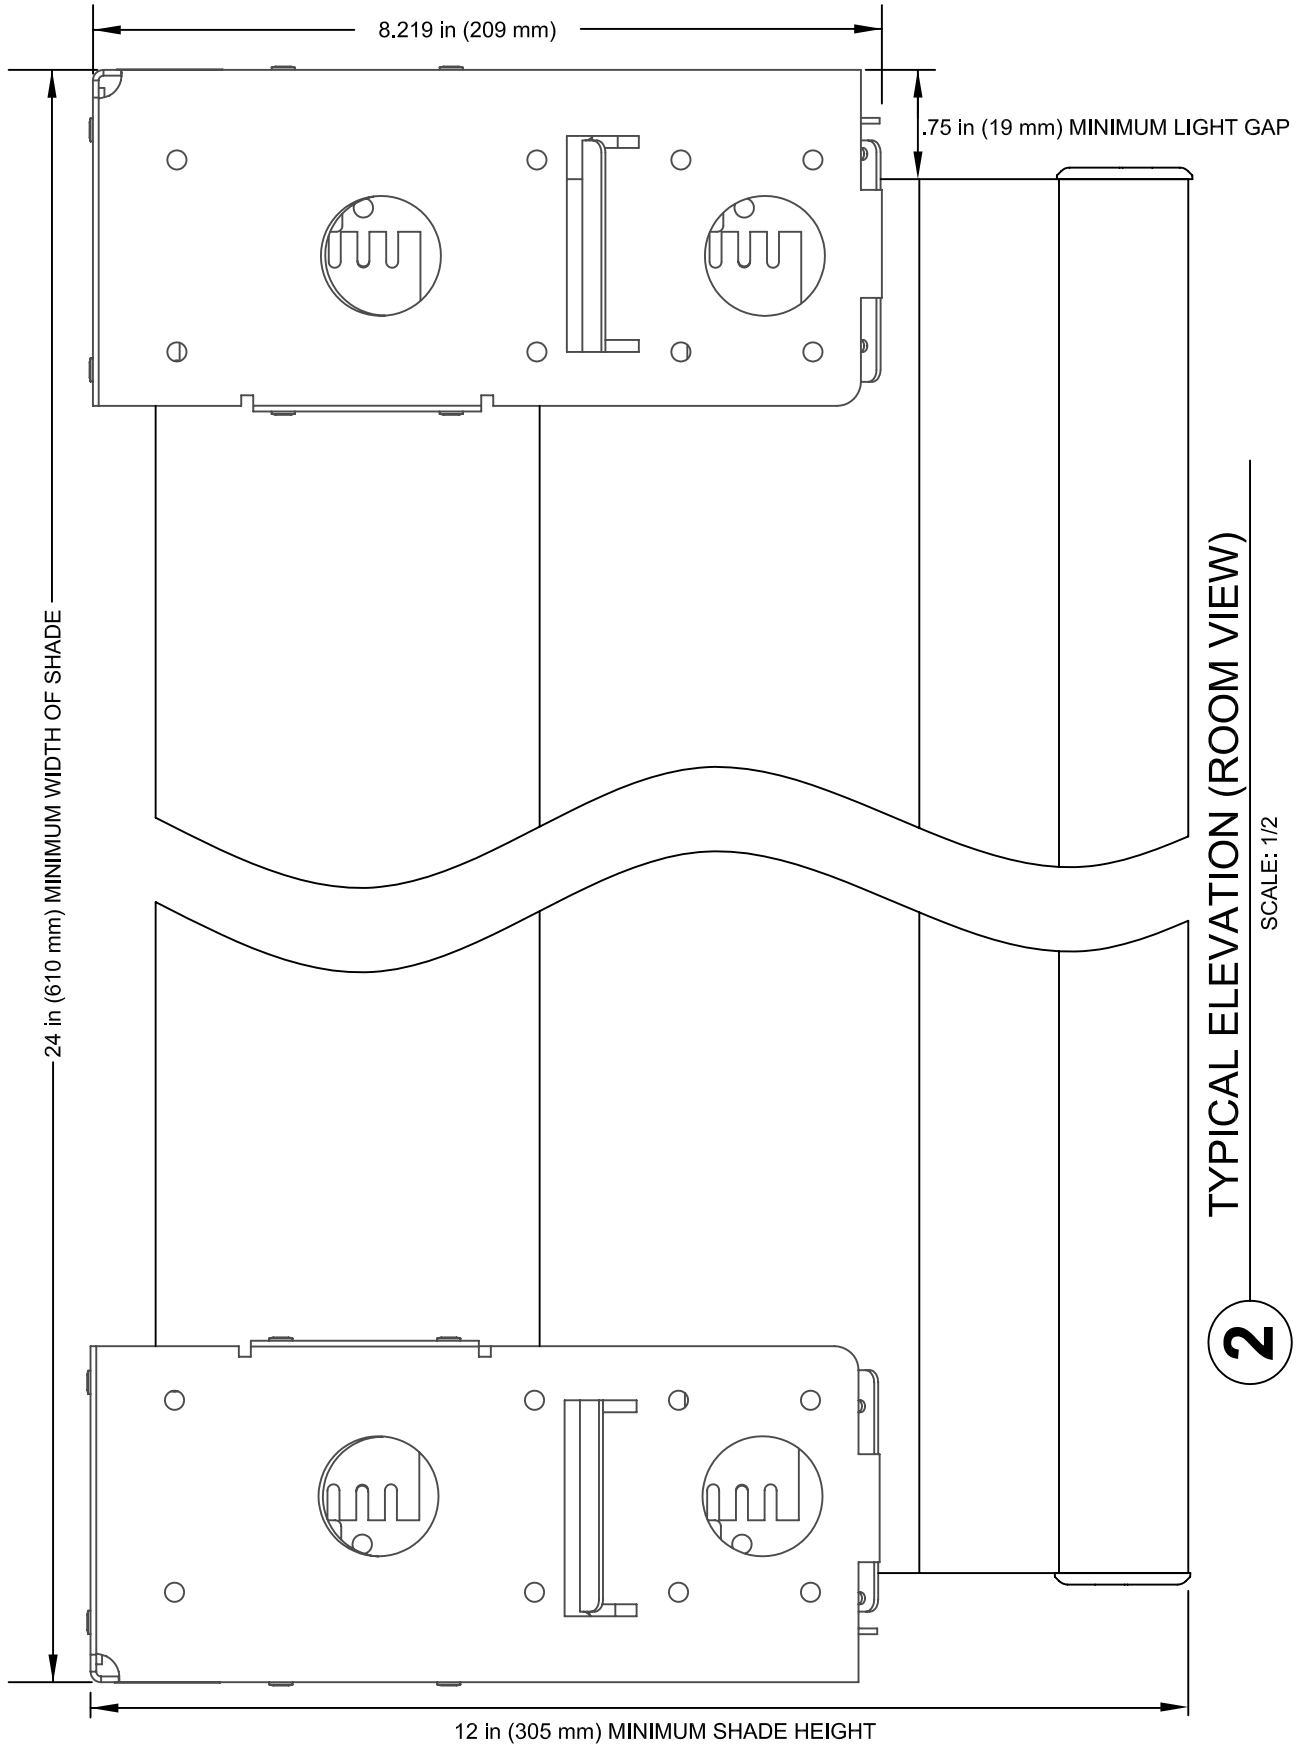 8.219 in (209 mm)
.75 in (19 mm) MINIMUM LIGHT GAP
24 in (610 mm) MINIMUM WIDTH OF SHADE
TYPICAL ELEVATION (ROOM VIEW)
SCALE: 1/2
2
12 in (305 mm) MINIMUM SHADE HEIGHT